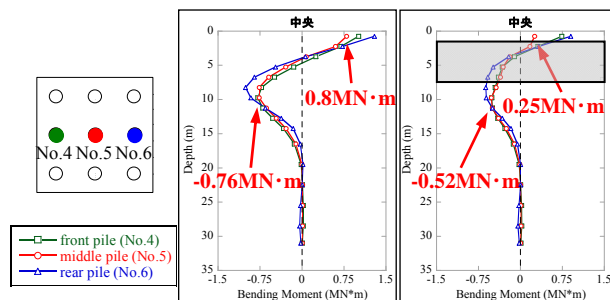 No.4 No.5 No.6
front pile (No.4)
middle pile (No.5)
rear pile (No.6)
中央
0
5
10
15
20
25
30
35
Depth (m)
0.8MN・m
-0.76MN・m
-1.5 -0.75 0 0.75 1.5
Bending Moment (MN*m)
中央
0
5
10
15
20
25
30
35
Depth (m)
0.25MN・m
-0.52MN・m
-1.5 -0.75 0 0.75 1.5
Bending Moment (MN*m)